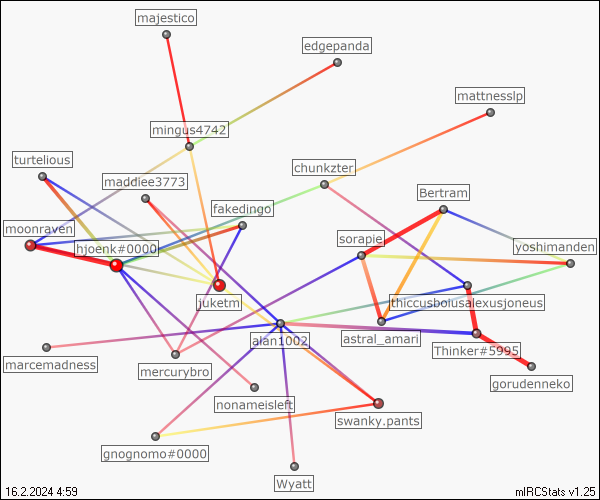 majestico
edgepanda
mattnesslp
mingus4742
turtelious
maddiee3773
chunkzter
Bertram
moonraven
fakedingo
hjoenk#0000
sorapie
yoshimanden
juketm
thiccusbolusalexusjoneus
alan1002
astral_amari
Thinker#5995
marcemadness
mercurybro
gorudenneko
nonameisleft
swanky.pants
gnognomo#0000
Wyatt
16.2.2024 4:59
mIRCStats v1.25